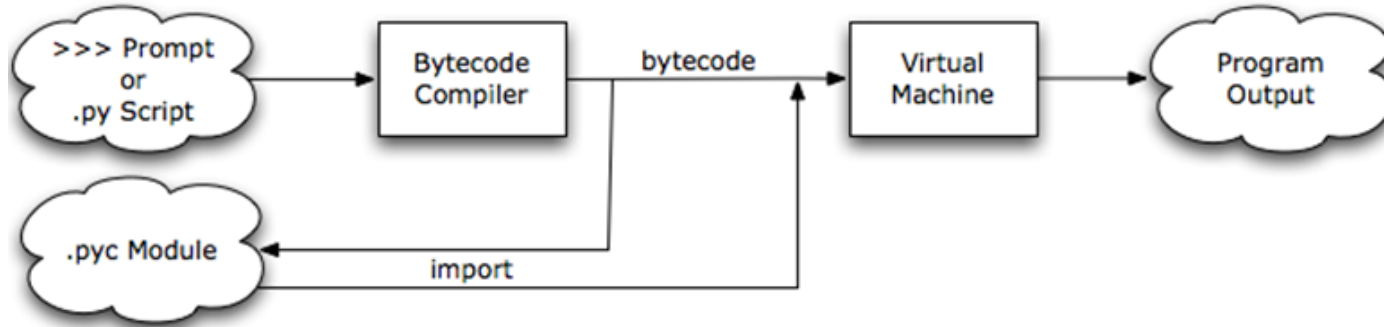 >>> Prompt
or
.py Script
Bytecode
Compiler
bytecode
Virtual
Machine
Program
Output
.pyc Module
import